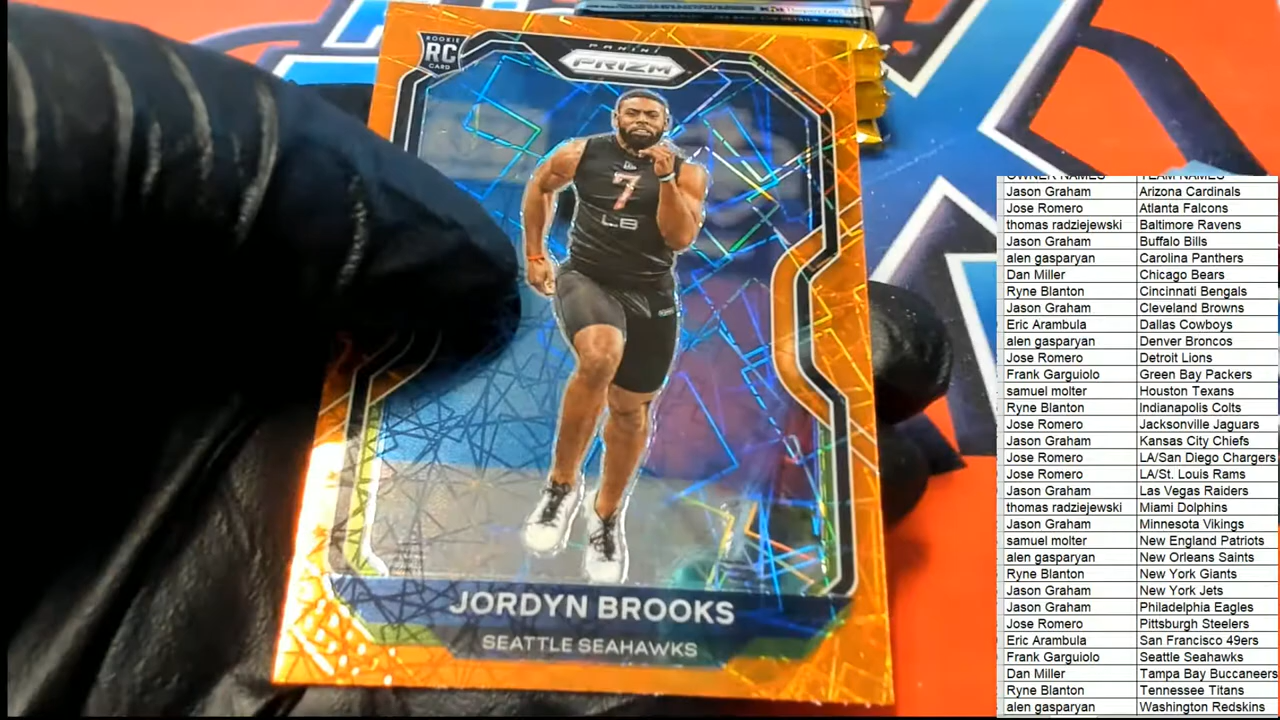 ROOKIE
RC
CARD
PANINI
PRIZM
7
LB
JORDYN BROOKS
SEATTLE SEAHAWKS
OWNER NAMES TEAM NAMES
Jason Graham Arizona Cardinals
Jose Romero Atlanta Falcons
thomas radziejewski Baltimore Ravens
Jason Graham Buffalo Bills
alen gasparyan Carolina Panthers
Dan Miller Chicago Bears
Ryne Blanton Cincinnati Bengals
Jason Graham Cleveland Browns
Eric Arambula Dallas Cowboys
alen gasparyan Denver Broncos
Jose Romero Detroit Lions
Frank Garguiolo Green Bay Packers
samuel molter Houston Texans
Ryne Blanton Indianapolis Colts
Jose Romero Jacksonville Jaguars
Jason Graham Kansas City Chiefs
Jose Romero LA/San Diego Chargers
Jose Romero LA/St. Louis Rams
Jason Graham Las Vegas Raiders
thomas radziejewski Miami Dolphins
Jason Graham Minnesota Vikings
samuel molter New England Patriots
alen gasparyan New Orleans Saints
Ryne Blanton New York Giants
Jason Graham New York Jets
Jason Graham Philadelphia Eagles
Jose Romero Pittsburgh Steelers
Eric Arambula San Francisco 49ers
Frank Garguiolo Seattle Seahawks
Dan Miller Tampa Bay Buccaneers
Ryne Blanton Tennessee Titans
alen gasparyan Washington Redskins